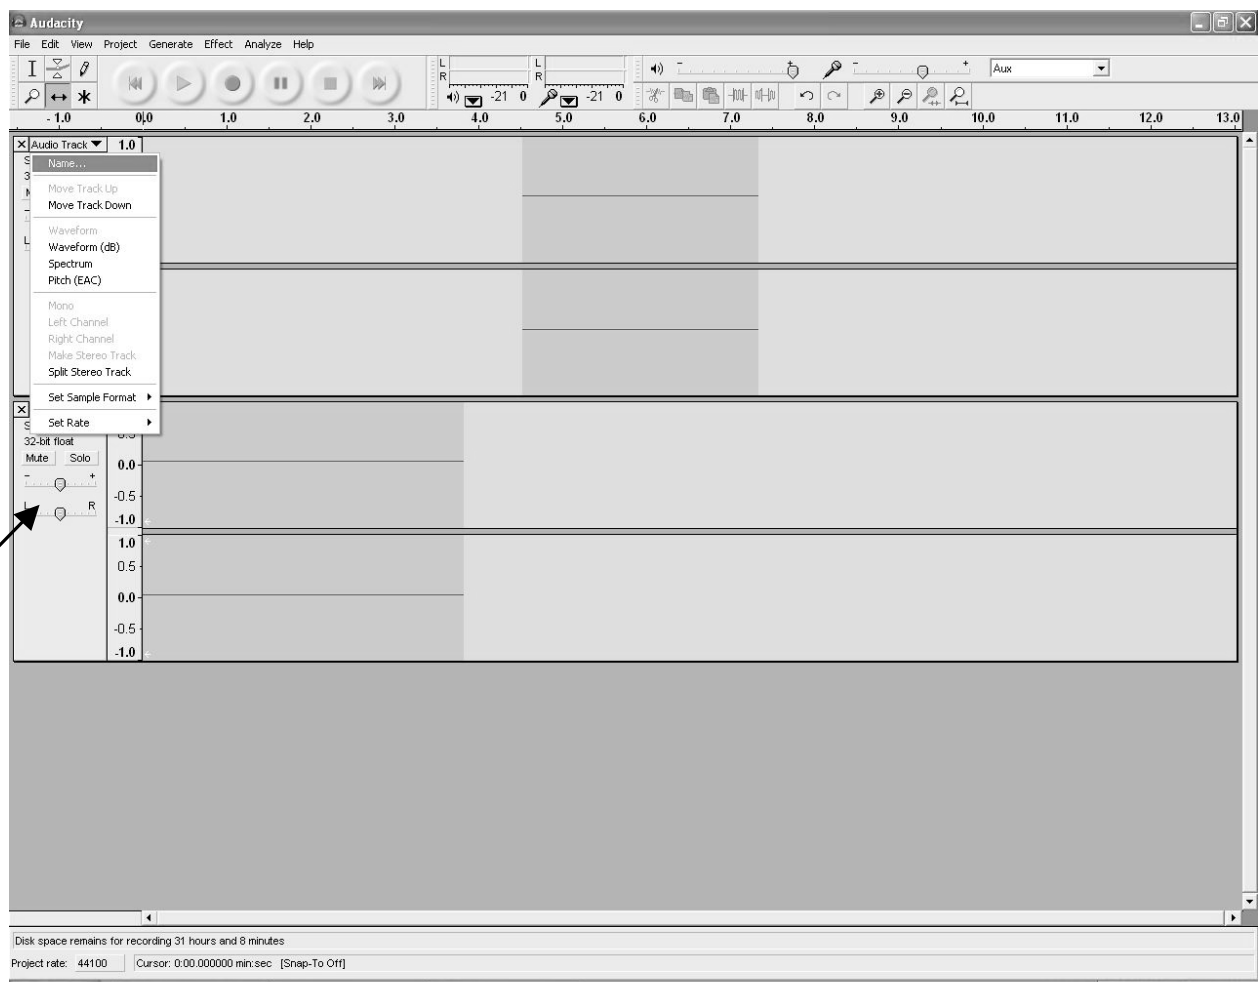 Audacity
File Edit View Project Generate Effect Analyze Help
L
R
L
R
-21 0
-21 0
- +
- +
Aux
- 1.0 0,0 1.0 2.0 3.0 4.0 5.0 6.0 7.0 8.0 9.0 10.0 11.0 12.0 13.0
Audio Track 1.0
Name...
Move Track Up
Move Track Down
Waveform
Waveform (dB)
Spectrum
Pitch (EAC)
Mono
Left Channel
Right Channel
Make Stereo Track
Split Stereo Track
Set Sample Format
Set Rate
32-bit float
Mute Solo
- +
L R
0.0
-0.5
-1.0
1.0
0.5
0.0
-0.5
-1.0
Disk space remains for recording 31 hours and 8 minutes
Project rate: 44100 Cursor: 0:00.000000 min:sec [Snap-To Off]